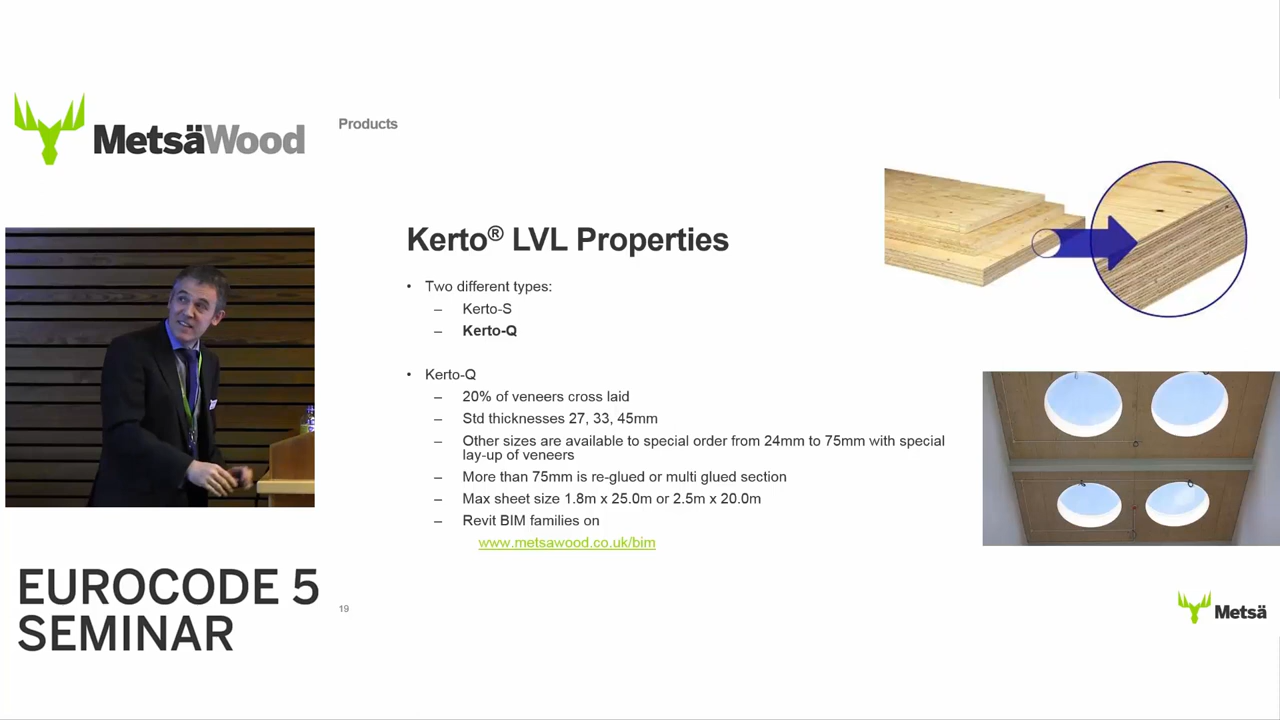 MetsäWood
Products
Kerto® LVL Properties
• Two different types:
– Kerto-S
– Kerto-Q
• Kerto-Q
– 20% of veneers cross laid
– Std thicknesses 27, 33, 45mm
– Other sizes are available to special order from 24mm to 75mm with special
lay-up of veneers
– More than 75mm is re-glued or multi glued section
– Max sheet size 1.8m x 25.0m or 2.5m x 20.0m
– Revit BIM families on
www.metsawood.co.uk/bim
EUROCODE 5
SEMINAR
19
Metsä